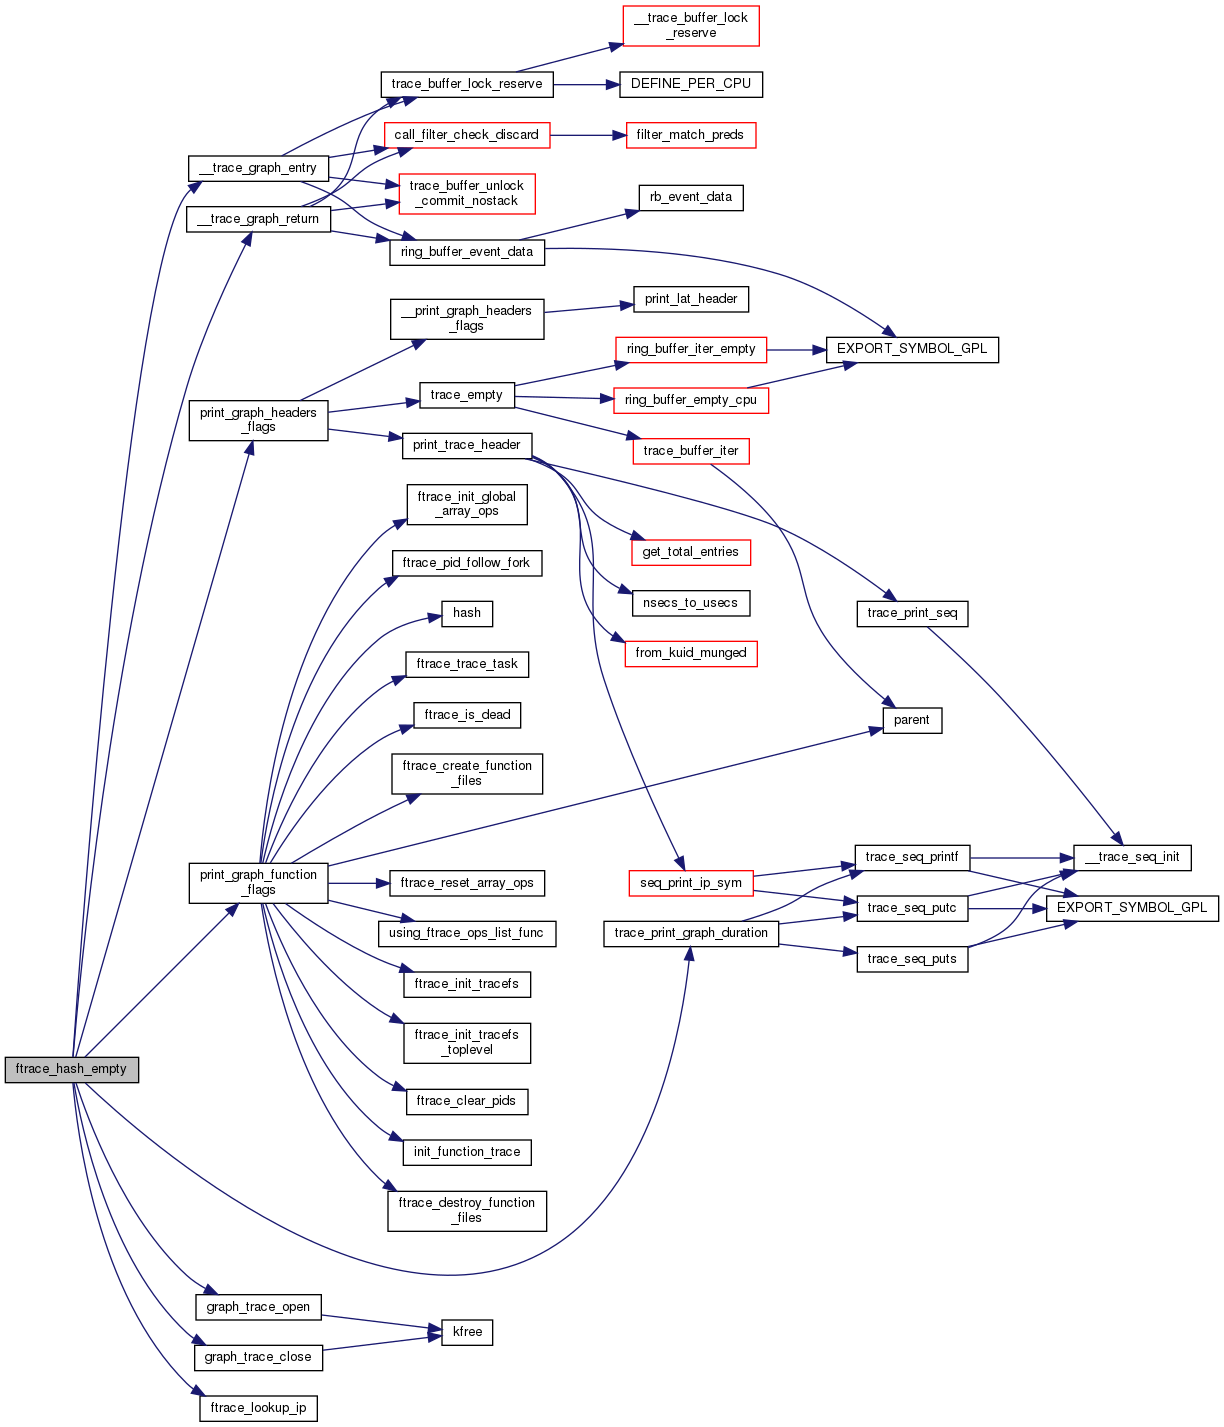 __trace_buffer_lock
_reserve
trace_buffer_lock_reserve
DEFINE_PER_CPU
call_filter_check_discard
filter_match_preds
__trace_graph_entry
trace_buffer_unlock
_commit_nostack
rb_event_data
__trace_graph_return
ring_buffer_event_data
print_lat_header
__print_graph_headers
_flags
ring_buffer_iter_empty
EXPORT_SYMBOL_GPL
trace_empty
ring_buffer_empty_cpu
print_graph_headers
_flags
print_trace_header
trace_buffer_iter
ftrace_init_global
_array_ops
get_total_entries
ftrace_pid_follow_fork
nsecs_to_usecs
hash
trace_print_seq
from_kuid_munged
ftrace_trace_task
ftrace_is_dead
parent
ftrace_create_function
_files
trace_seq_printf
__trace_seq_init
print_graph_function
_flags
ftrace_reset_array_ops
seq_print_ip_sym
trace_seq_putc
EXPORT_SYMBOL_GPL
using_ftrace_ops_list_func
trace_print_graph_duration
trace_seq_puts
ftrace_init_tracefs
ftrace_init_tracefs
_toplevel
ftrace_hash_empty
ftrace_clear_pids
init_function_trace
ftrace_destroy_function
_files
graph_trace_open
kfree
graph_trace_close
ftrace_lookup_ip